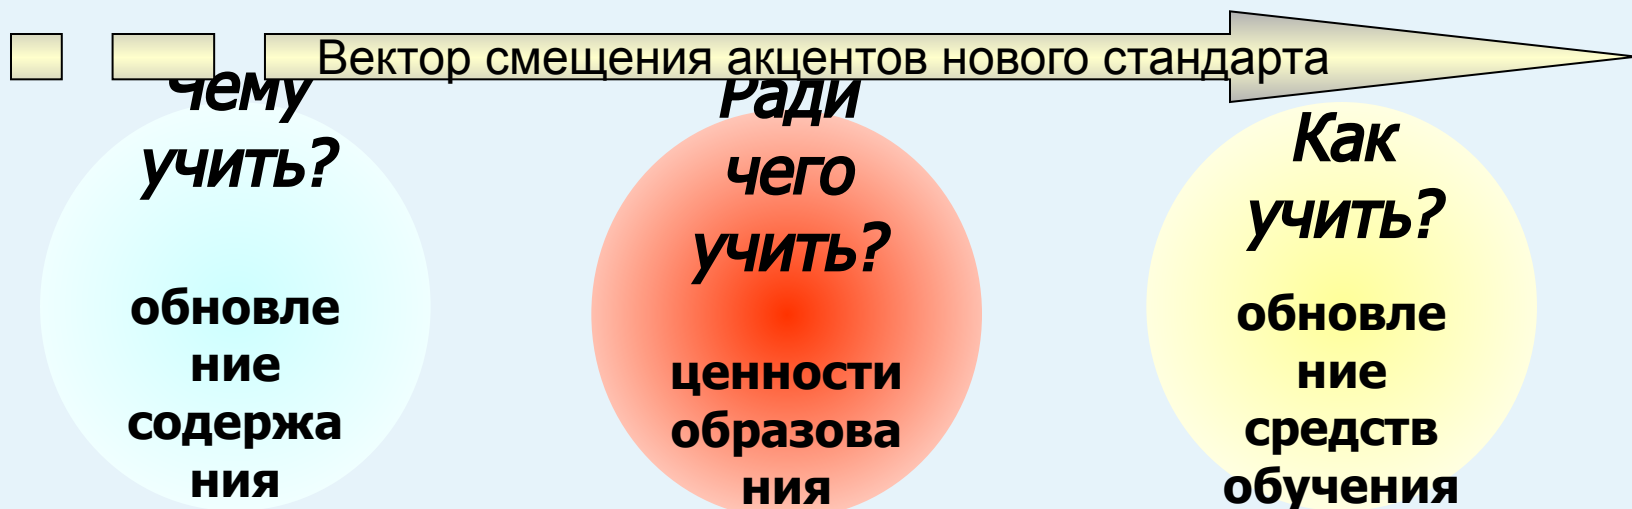 Вектор смещения акцентов нового стандарта
Чему
учить?
обновле
ние
содержа
ния
Ради
чего
учить?
ценности
образова
ния
Как
учить?
обновле
ние
средств
обучения